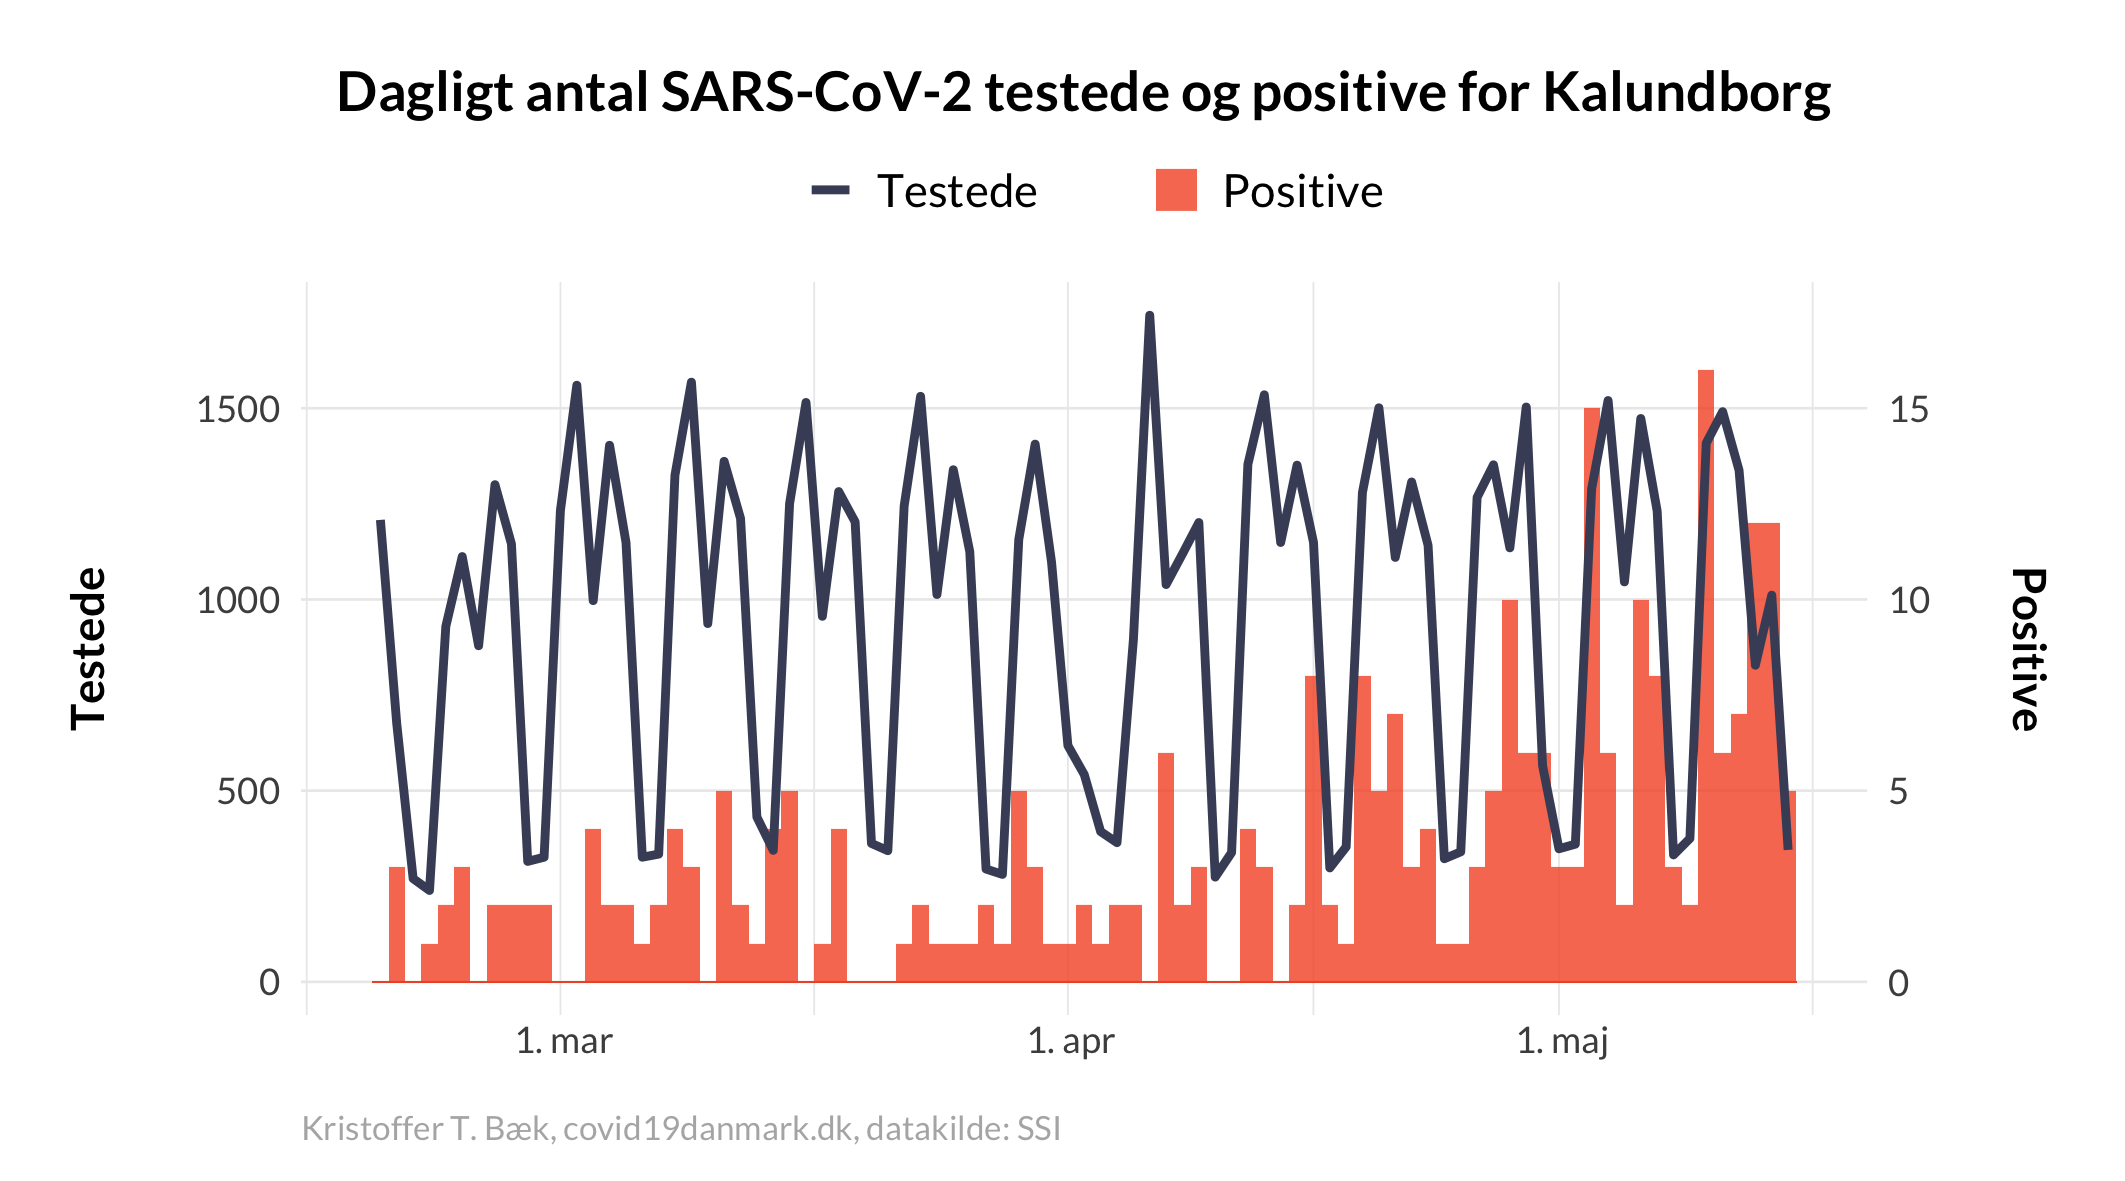 Dagligt antal SARS-CoV-2 testede og positive for Kalundborg
Testede
Positive
Testede
1500
1000
500
0
15
10
5
0
Positive
1. mar
1. apr
1. maj
Kristoffer T. Bæk, covid19danmark.dk, datakilde: SSI